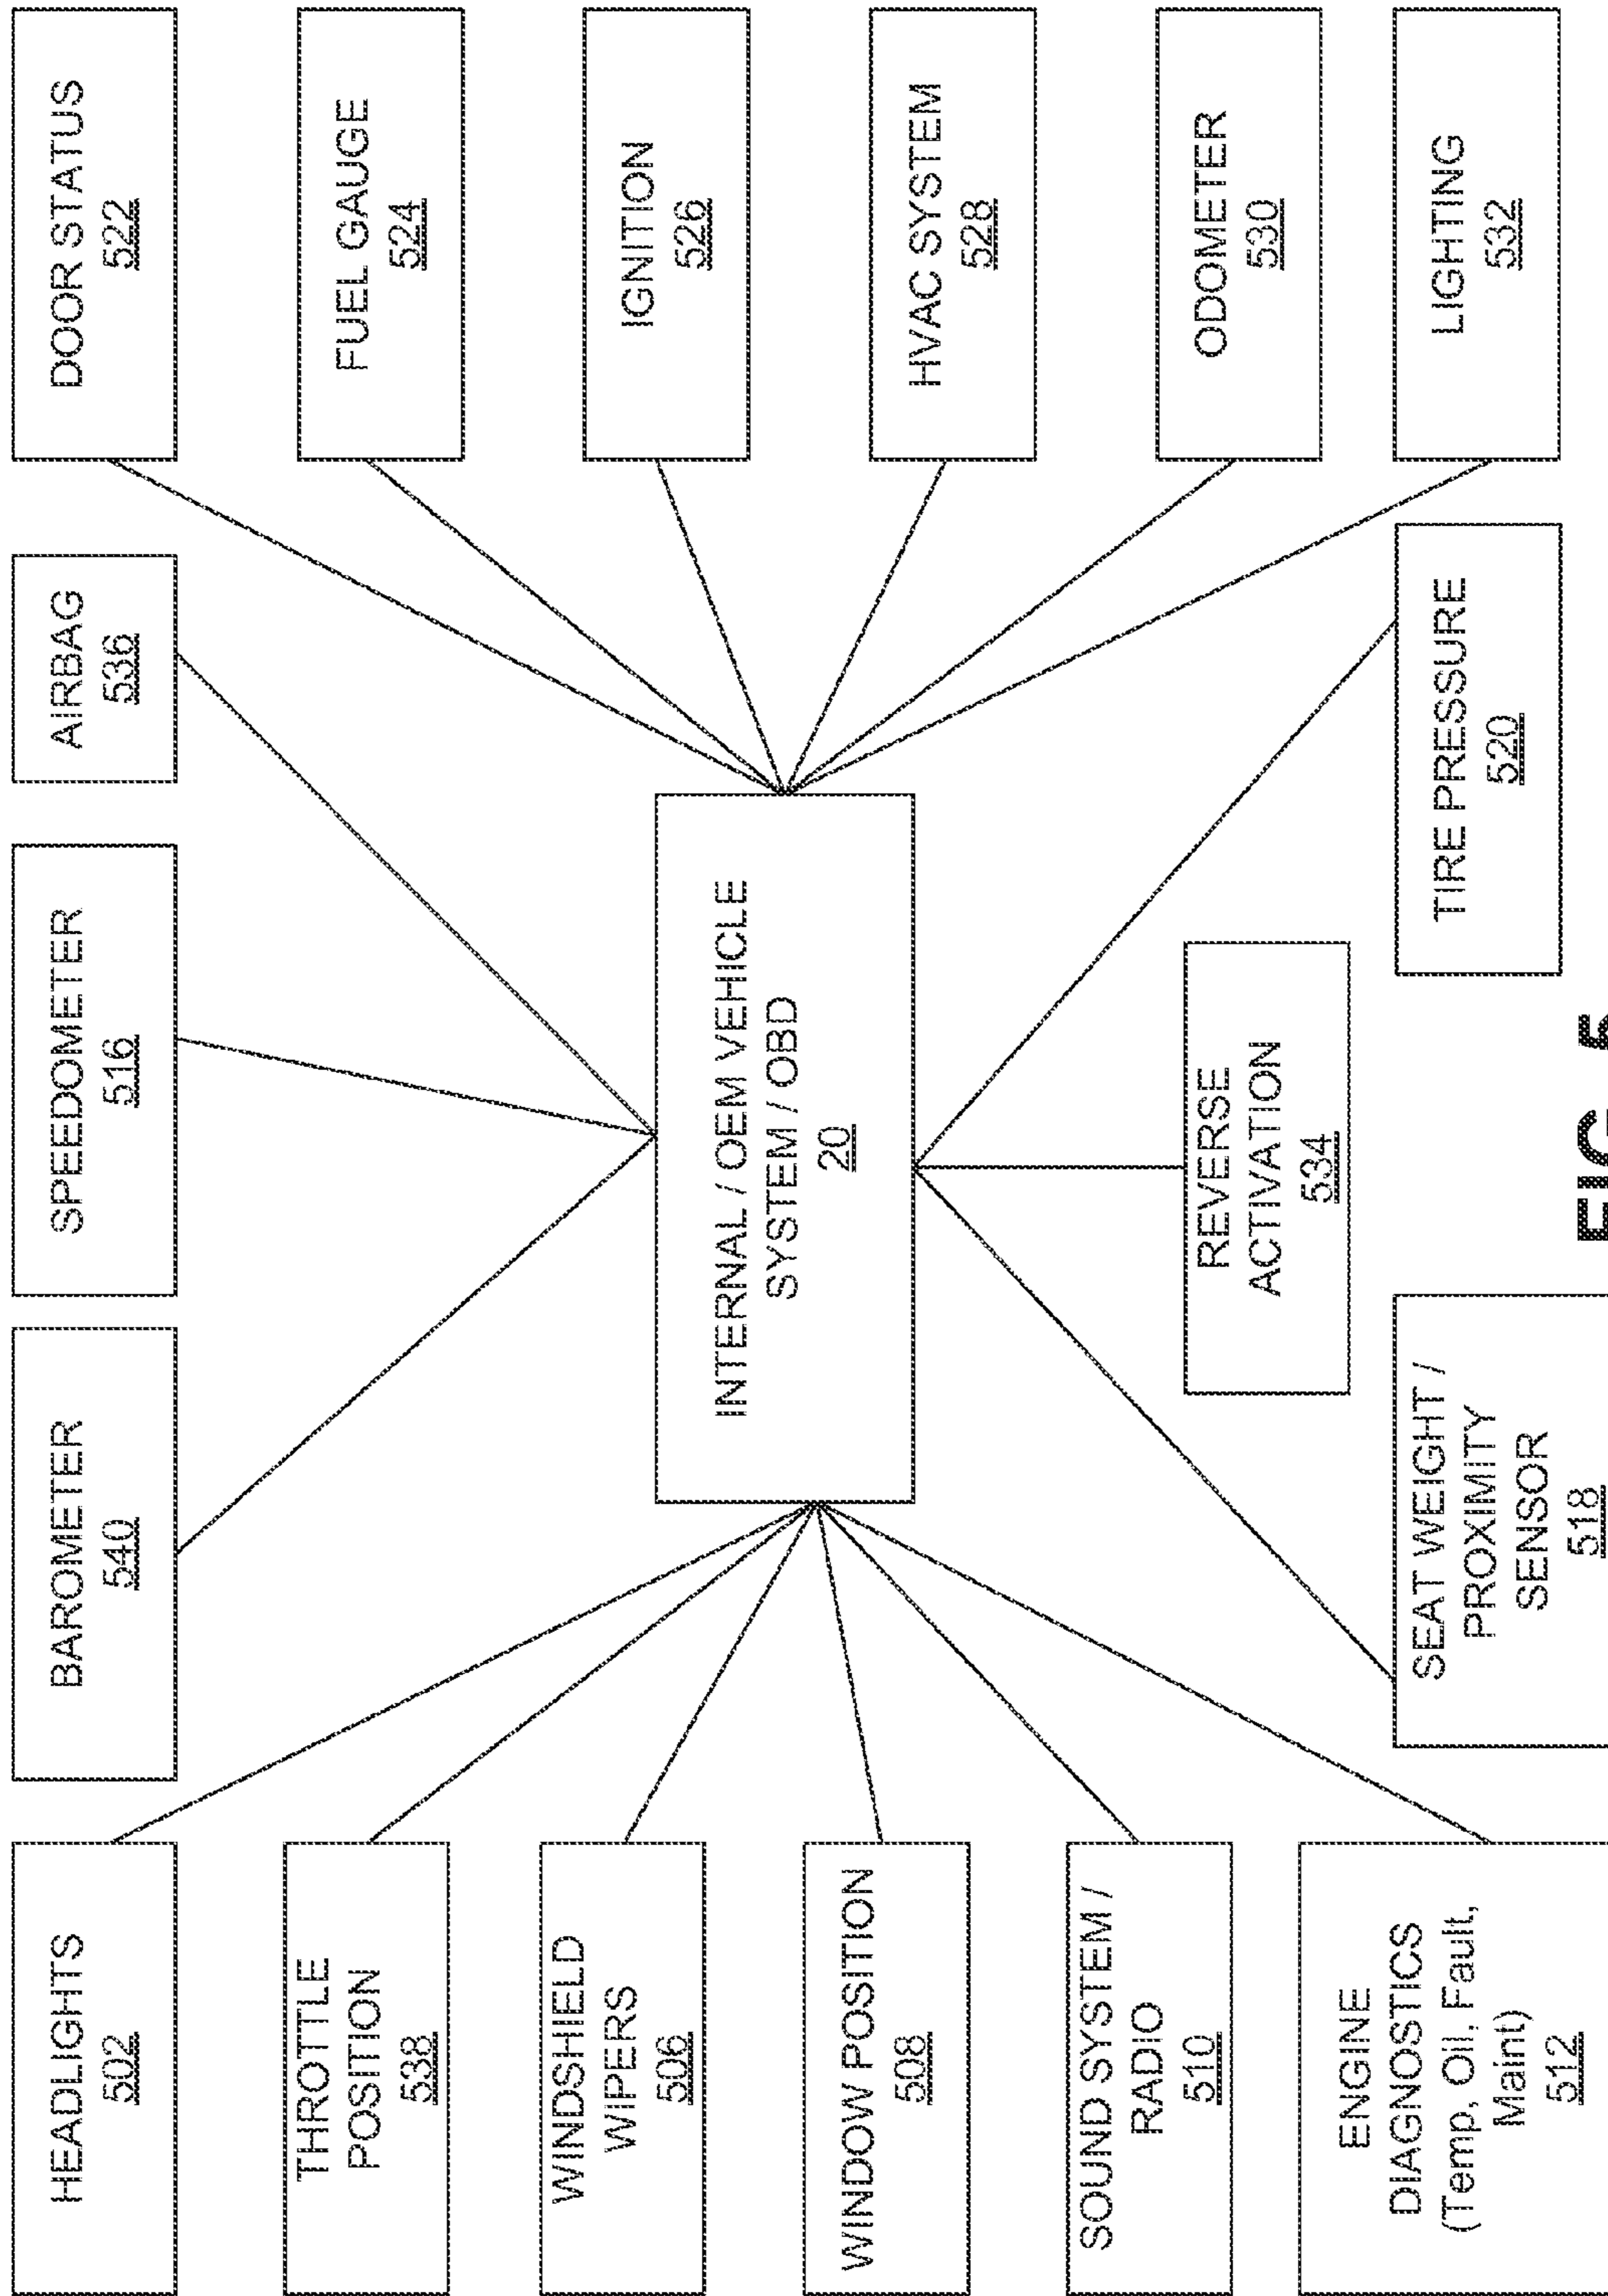 HEADLIGHTS
502
BAROMETER
540
SPEEDOMETER
516
AIRBAG
536
DOOR STATUS
522
THROTTLE
POSITION
538
FUEL GAUGE
524
WINDSHIELD
WIPERS
506
IGNITION
526
INTERNAL / OEM VEHICLE
SYSTEM / OBD
20
WINDOW POSITION
508
HVAC SYSTEM
528
SOUND SYSTEM /
RADIO
510
REVERSE
ACTIVATION
534
ODOMETER
530
ENGINE
DIAGNOSTICS
(Temp, Oil, Fault,
Maint)
512
SEAT WEIGHT /
PROXIMITY
SENSOR
518
TIRE PRESSURE
520
LIGHTING
532
FIG. 5